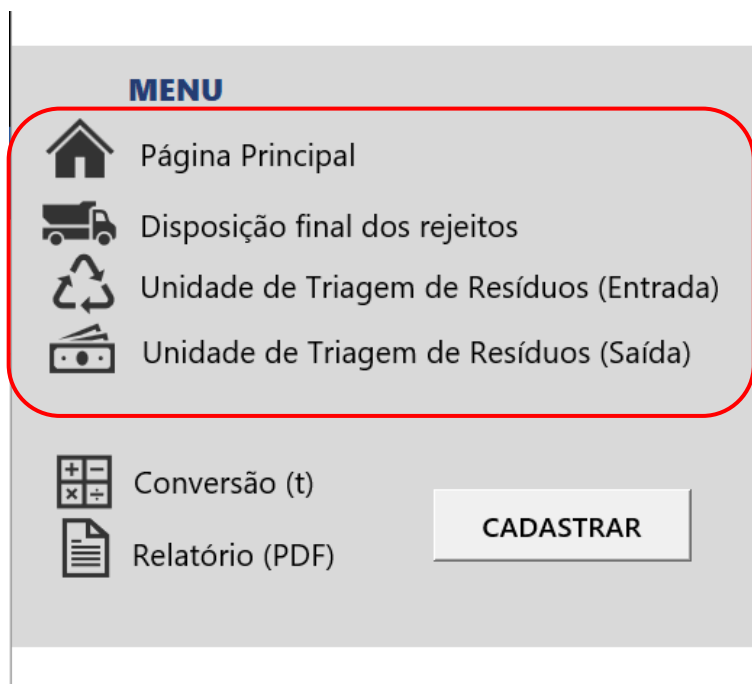 MENU
Página Principal
Disposição final dos rejeitos
Unidade de Triagem de Resíduos (Entrada)
Unidade de Triagem de Resíduos (Saída)
Conversão (t)
CADASTRAR
Relatório (PDF)